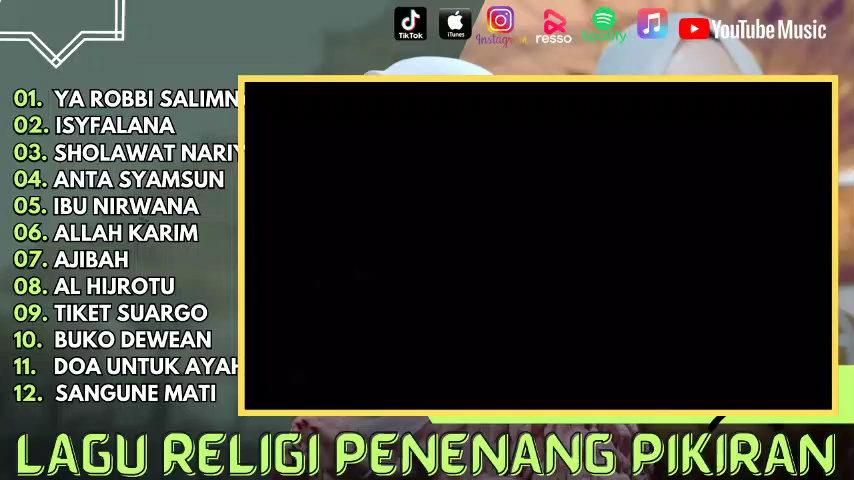 TikTok
iTunes
Instagram
resso
Spotify
YouTube Music
01. YA ROBBI
02. ISYFALANA
03. SHOLAWAT
04. ANTA SYAMSUN
05. IBU NIRWANA
06. ALLAH KARIM
07. AJIBAH
08. AL HIJROTU
09. TIKET SUARGO
10. BUKO DEWEAN
11. DOA UNTUK AYAH
12. SANGUNE MATI
LAGU RELIGI PENENANG PIKIRAN